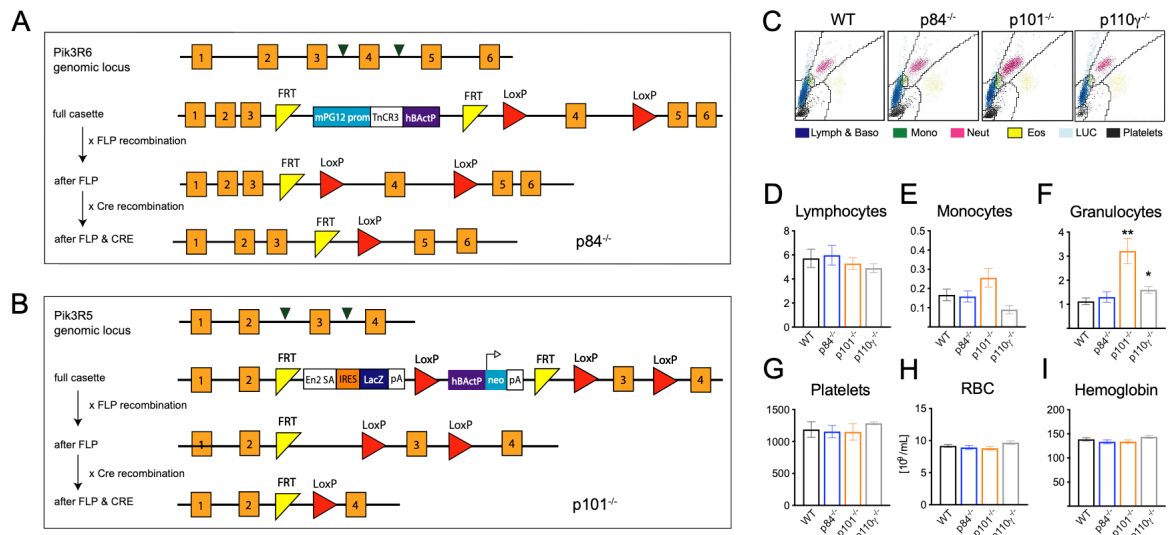 A
Pik3R6
genomic locus
1 2 3 4 5 6
full casette
1 2 3 FRT mPG12 prom TnCR3 hBActP FRT LoxP 4 LoxP 5 6
x FLP recombination
after FLP
1 2 3 FRT LoxP 4 LoxP 5 6
x Cre recombination
after FLP & CRE
1 2 3 FRT LoxP 5 6
p84-/-
B
Pik3R5
genomic locus
1 2 3 4
full casette
1 2 FRT En2 SA IRES LacZ pA LoxP hBActP neo pA FRT LoxP 3 LoxP 4
x FLP recombination
after FLP
1 2 FRT LoxP 3 LoxP 4
x Cre recombination
after FLP & CRE
1 2 FRT LoxP 4
p101-/-
C
WT p84-/- p101-/- p110γ-/-
Lymph & Baso Mono Neut Eos LUC Platelets
D
Lymphocytes
8
6
4
2
0
WT p84-/- p101-/- p110γ-/-
E
Monocytes
0.5
0.4
0.3
0.2
0.1
0
WT p84-/- p101-/- p110γ-/-
F
Granulocytes
4
3
2
1
0
** *
WT p84-/- p101-/- p110γ-/-
G
Platelets
1500
1000
500
0
WT p84-/- p101-/- p110γ-/-
H
RBC
[10⁹/mL]
15
10
5
0
WT p84-/- p101-/- p110γ-/-
I
Hemoglobin
200
150
100
50
0
WT p84-/- p101-/- p110γ-/-